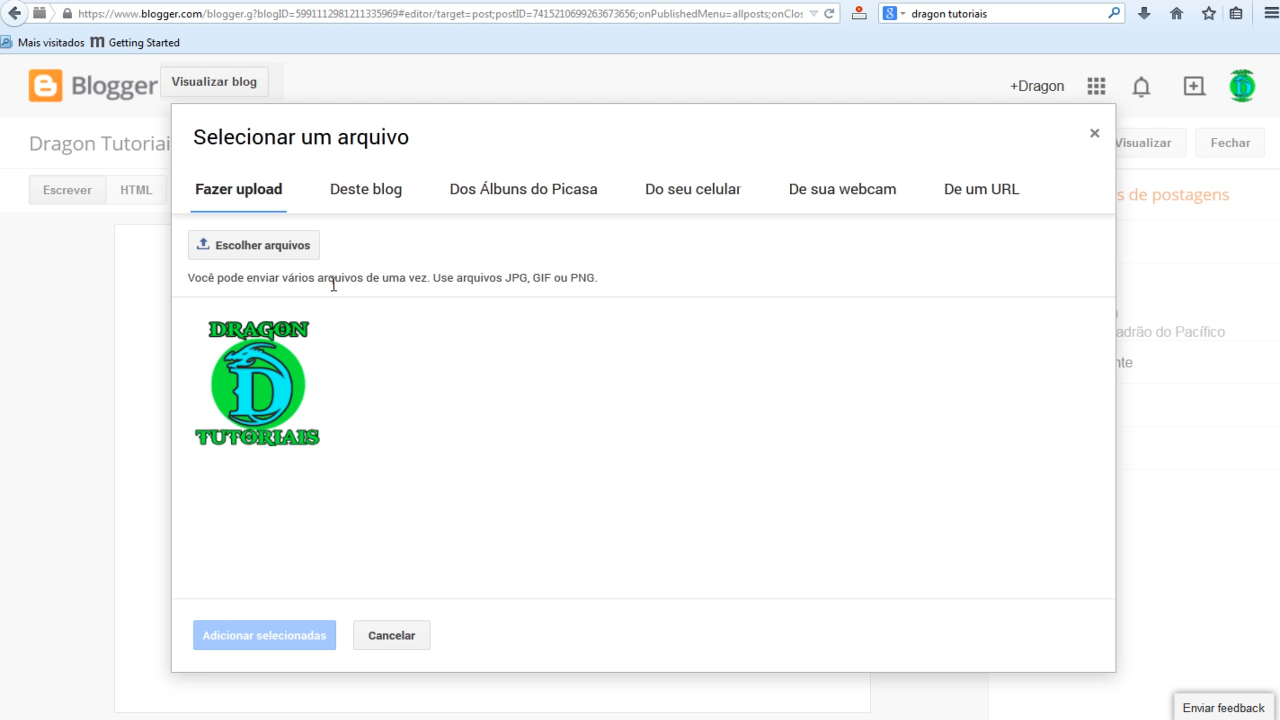 https://www.blogger.com/blogger.g?blogID=5991112981211335969#editor/target=post;postID=7415210699263673656;onPublishedMenu=allposts;onClos
dragon tutoriais
Mais visitados
Getting Started
Blogger
Visualizar blog
+Dragon
Selecionar um arquivo
Dragon Tutoriai
Visualizar
Fechar
Escrever
HTML
Fazer upload
Deste blog
Dos Álbuns do Picasa
Do seu celular
De sua webcam
De um URL
s de postagens
Escolher arquivos
Você pode enviar vários arquivos de uma vez. Use arquivos JPG, GIF ou PNG.
DRAGON
D
TUTORIAIS
adrão do Pacífico
nte
Adicionar selecionadas
Cancelar
Enviar feedback